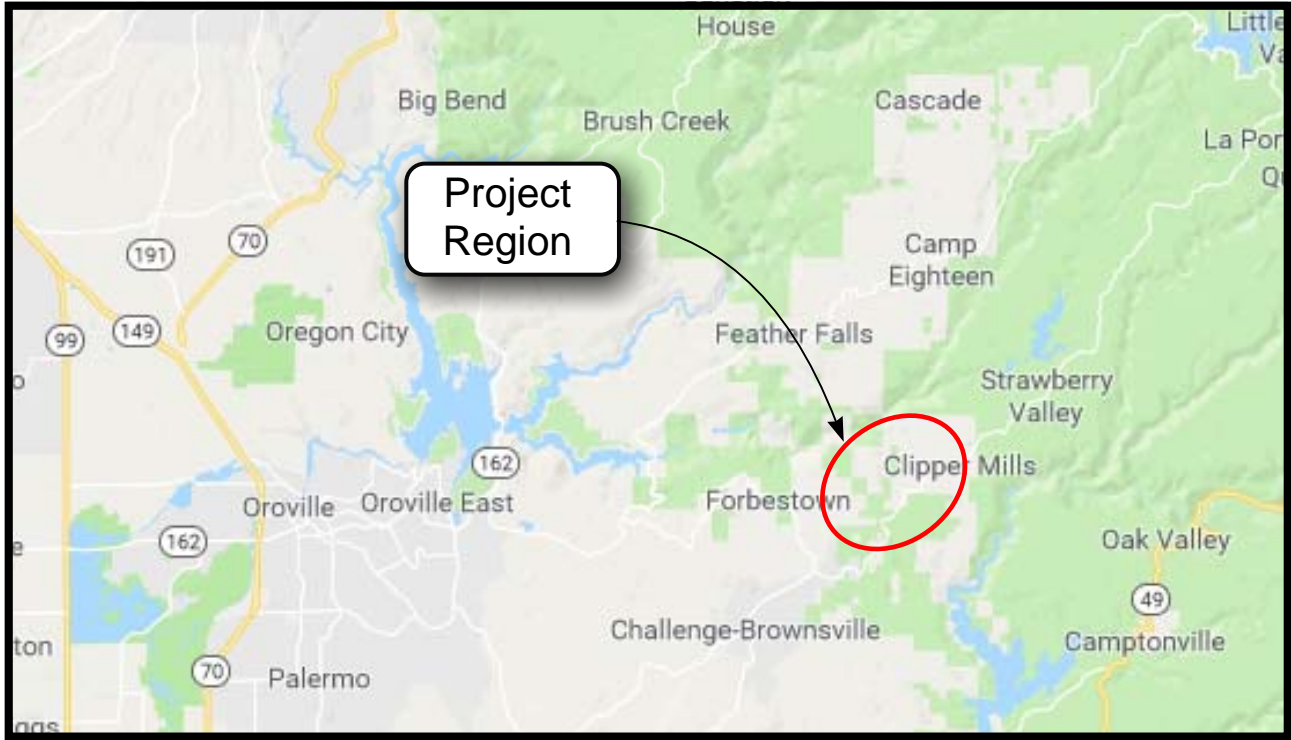 House
Little
Va
Big Bend
Cascade
Brush Creek
La Por
Q
Project
Region
70
191
Camp
Eighteen
149
99
Oregon City
Feather Falls
o
Strawberry
Valley
162
Clipper Mills
Oroville
Oroville East
Forbestown
162
e
Oak Valley
49
ton
Challenge-Brownsville
Camptonville
70
Palermo